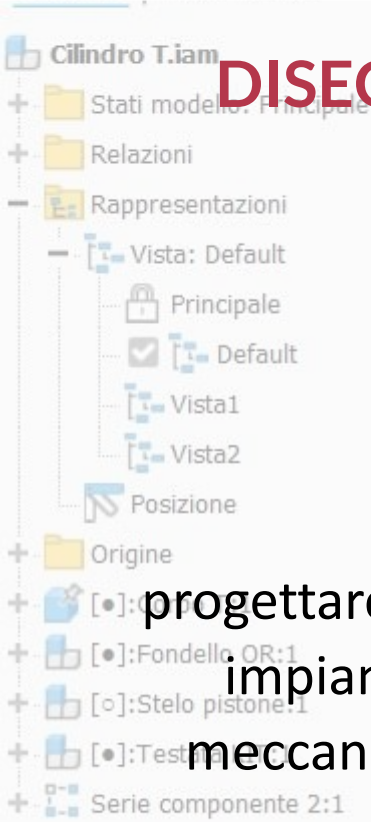 Cilindro T.iam
DISEG
Stati modello: Principale
Relazioni
Rappresentazioni
Vista: Default
Principale
Default
Vista1
Vista2
Posizione
Origine
progettare
[●]:Fondello OR:1
impian
[○]:Stelo pistone:1
meccan
Serie componente 2:1